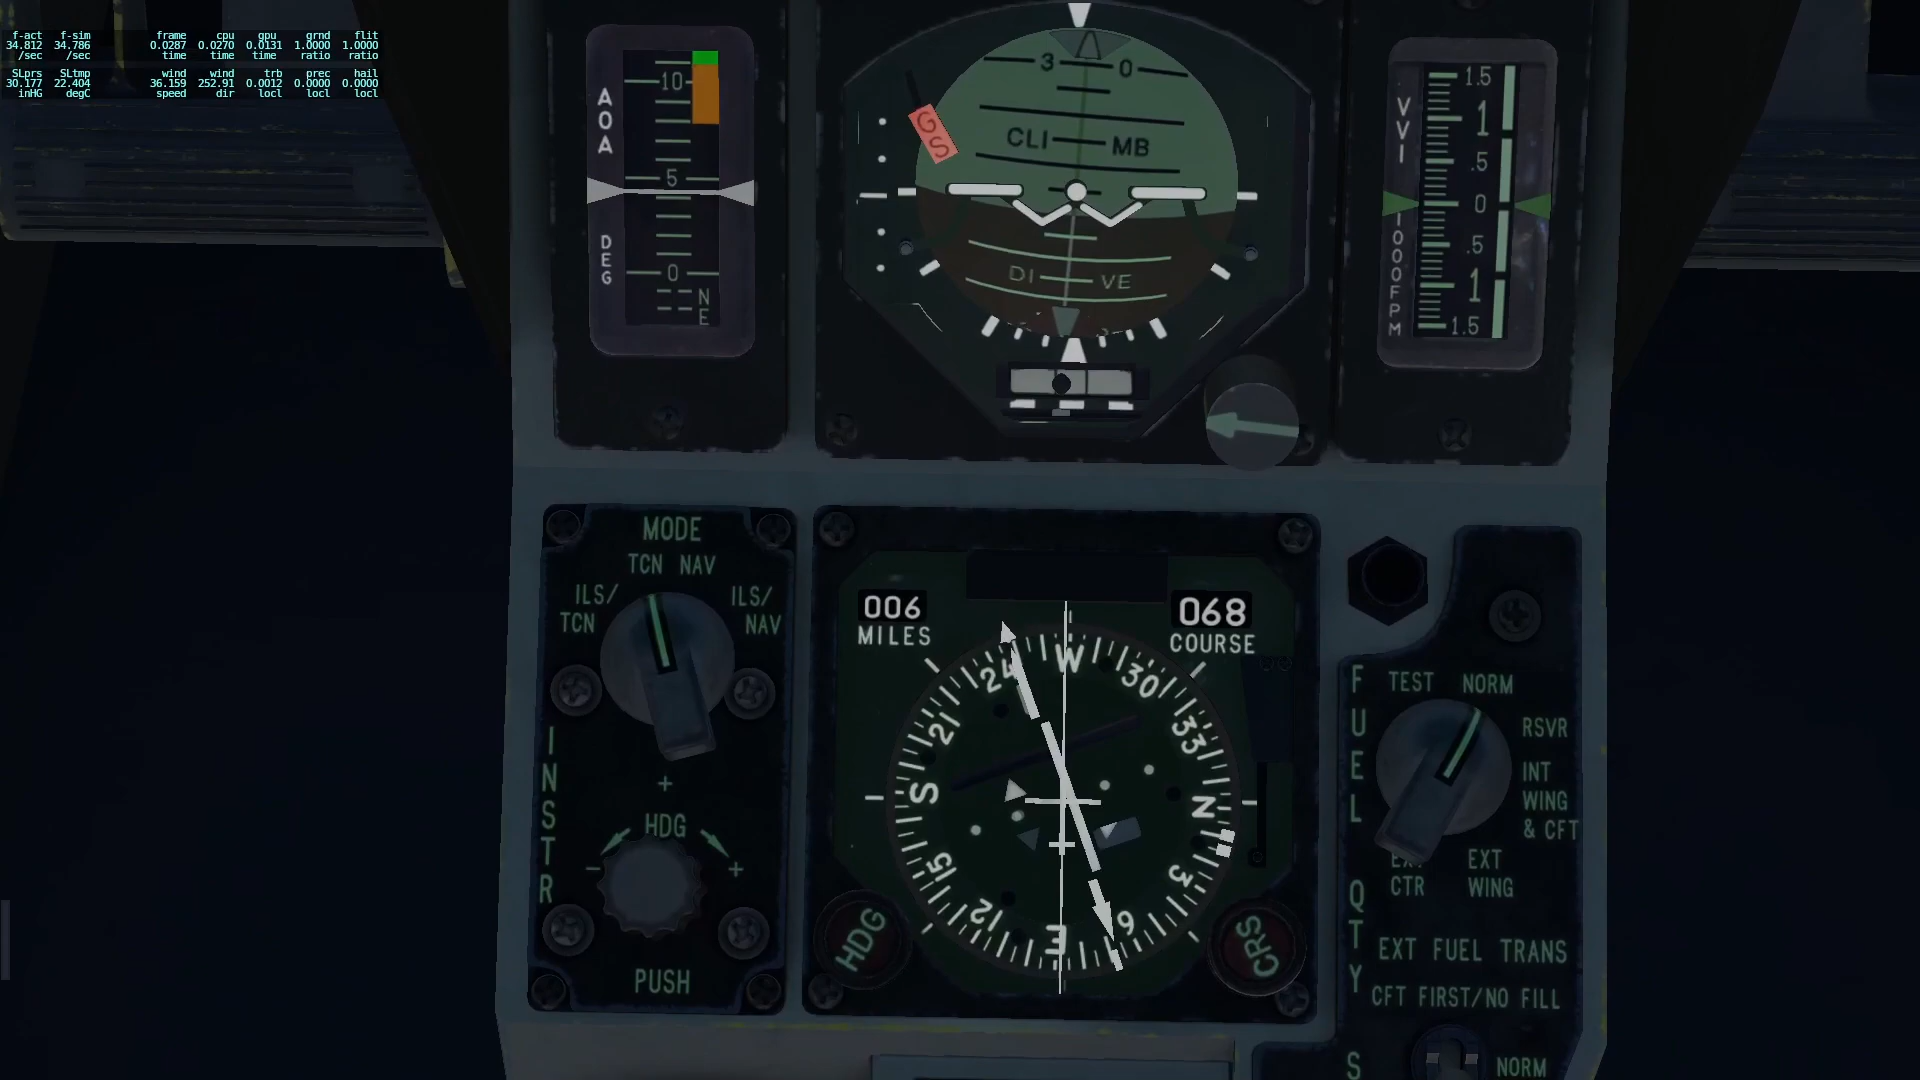 f-act f-sim frame cpu gpu grnd flit
34.812 34.786 0.0287 0.0270 0.0131 1.0000 1.0000
/sec /sec time time time ratio ratio
SLprs SLtmp wind wind trb prec hail
30.177 22.404 36.159 252.91 0.0012 0.0000 0.0000
inHG degC speed dir locl locl locl
AOA
DEG
10
5
0
NE
GS
3 0
CLI MB
DI VE
VVI
1000FPM
1.5
1
.5
0
.5
1
1.5
MODE
TCN NAV
ILS/
TCN
ILS/
NAV
INSTR
+
HDG
- +
PUSH
006
MILES
068
COURSE
24 W 30
21 33
S N
15 3
12 E 6
HDG
CRS
FUEL QTY
TEST NORM
RSVR
INT
WING
& CFT
EXT
CTR
EXT
WING
EXT FUEL TRANS
CFT FIRST/NO FILL
S
NORM